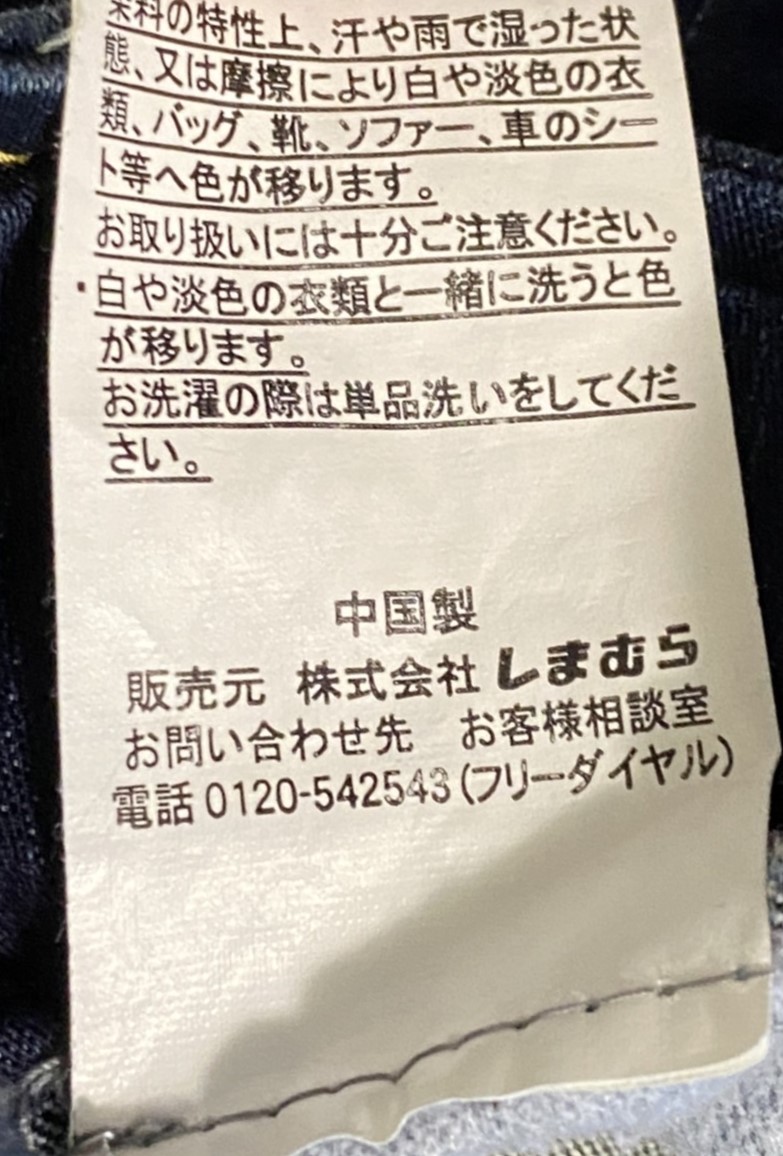 染料の特性上、汗や雨で湿った状
態、又は摩擦により白や淡色の衣
類、バッグ、靴、ソファー、車のシー
ト等へ色が移ります。
お取り扱いには十分ご注意ください。
・白や淡色の衣類と一緒に洗うと色
が移ります。
お洗濯の際は単品洗いをしてくだ
さい。
中国製
販売元 株式会社 しまむら
お問い合わせ先 お客様相談室
電話 0120-542543(フリーダイヤル)